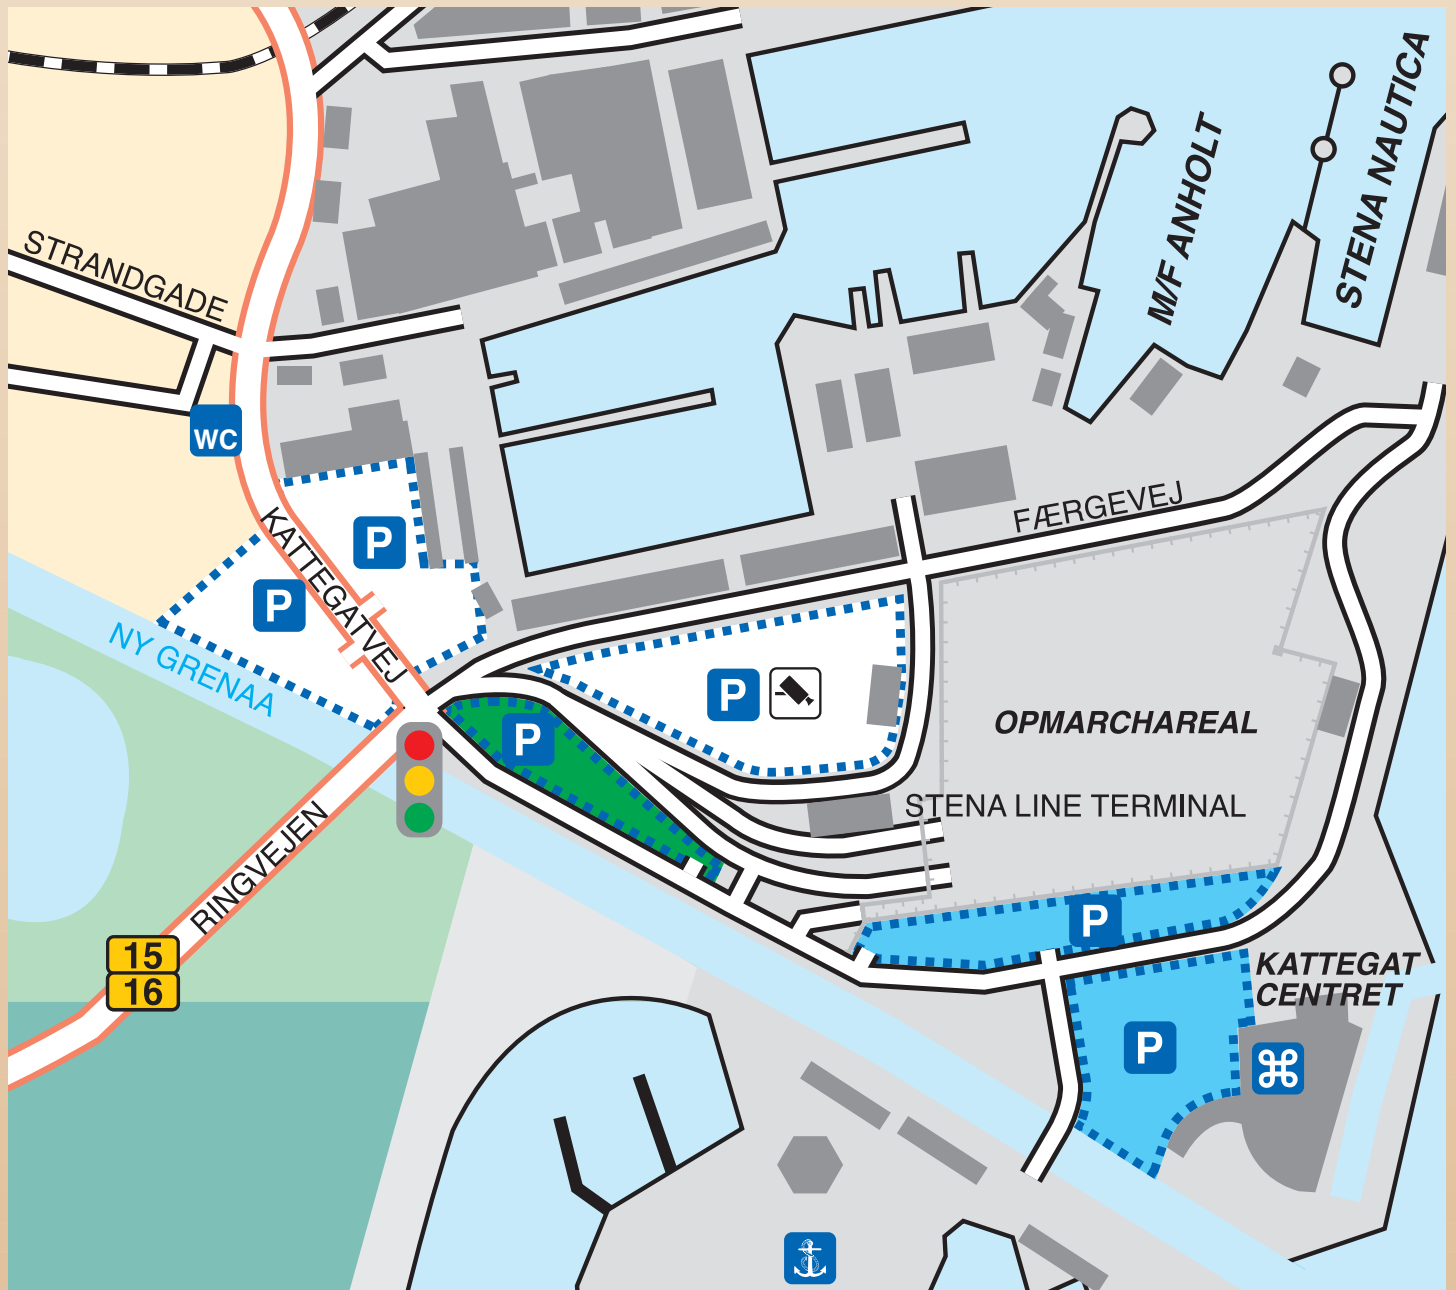 STENA NAUTICA
M/F ANHOLT
STRANDGADE
WC
FÆRGEVEJ
KATTEGATVEJ
P
P
NY GRENAA
P
P
OPMARCHAREAL
STENA LINE TERMINAL
RINGVEJEN
P
15
16
KATTEGAT
CENTRET
P